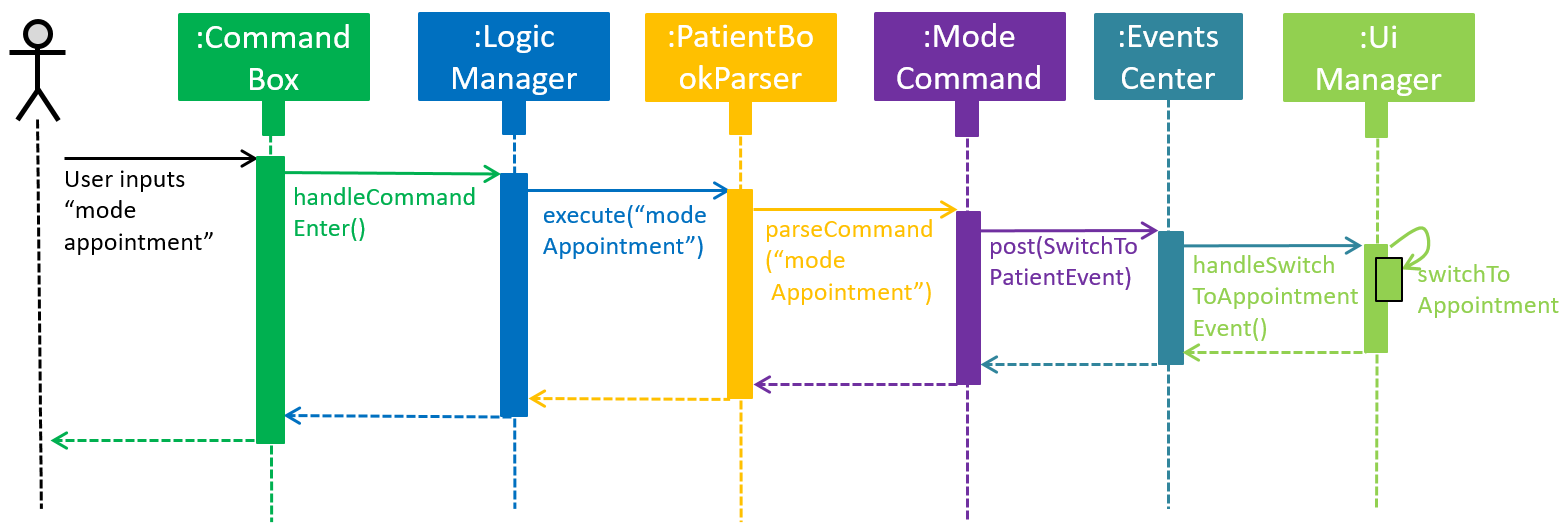 :Command
Box
:Logic
Manager
:PatientBo
okParser
:Mode
Command
:Events
Center
:Ui
Manager
User inputs
“mode
appointment”
handleCommand
Enter()
execute(“mode
Appointment”)
parseCommand
(“mode
Appointment”)
post(SwitchTo
PatientEvent)
handleSwitch
ToAppointment
Event()
switchTo
Appointment